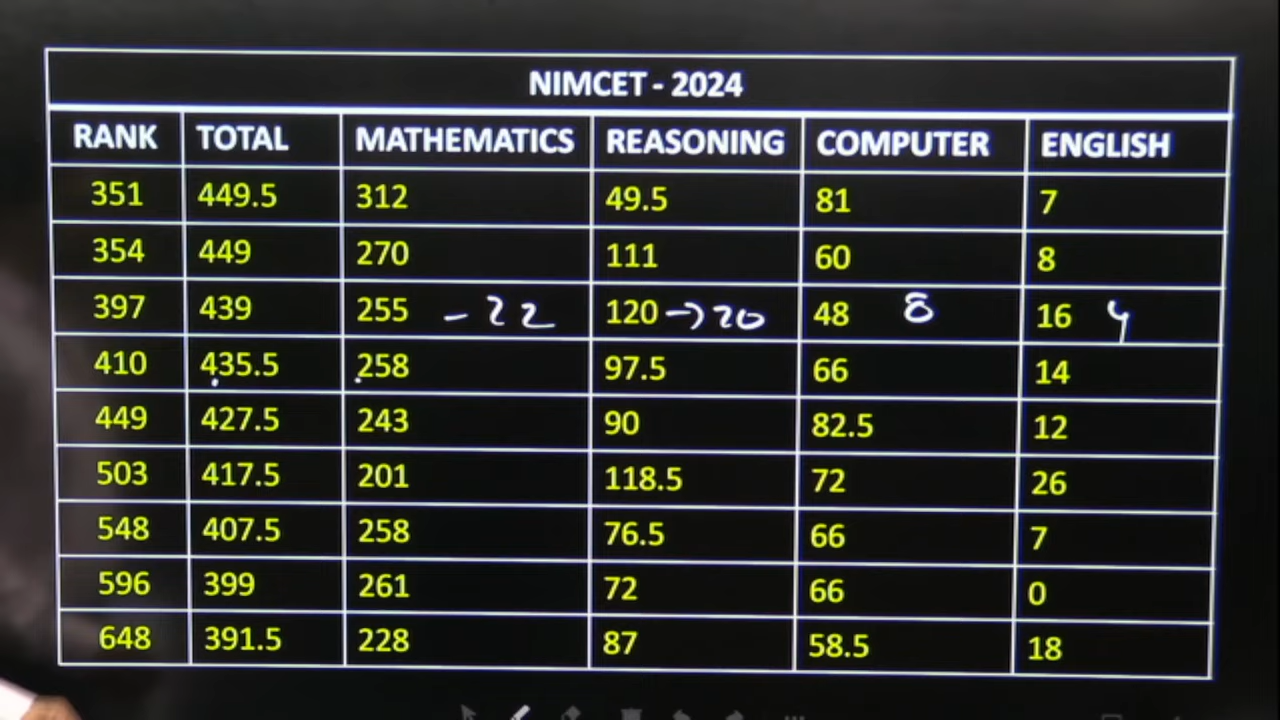 NIMCET - 2024
RANK TOTAL MATHEMATICS REASONING COMPUTER ENGLISH
351 449.5 312 49.5 81 7
354 449 270 111 60 8
397 439 255 - 22 120 → 20 48 8 16 4
410 435.5 258 97.5 66 14
449 427.5 243 90 82.5 12
503 417.5 201 118.5 72 26
548 407.5 258 76.5 66 7
596 399 261 72 66 0
648 391.5 228 87 58.5 18